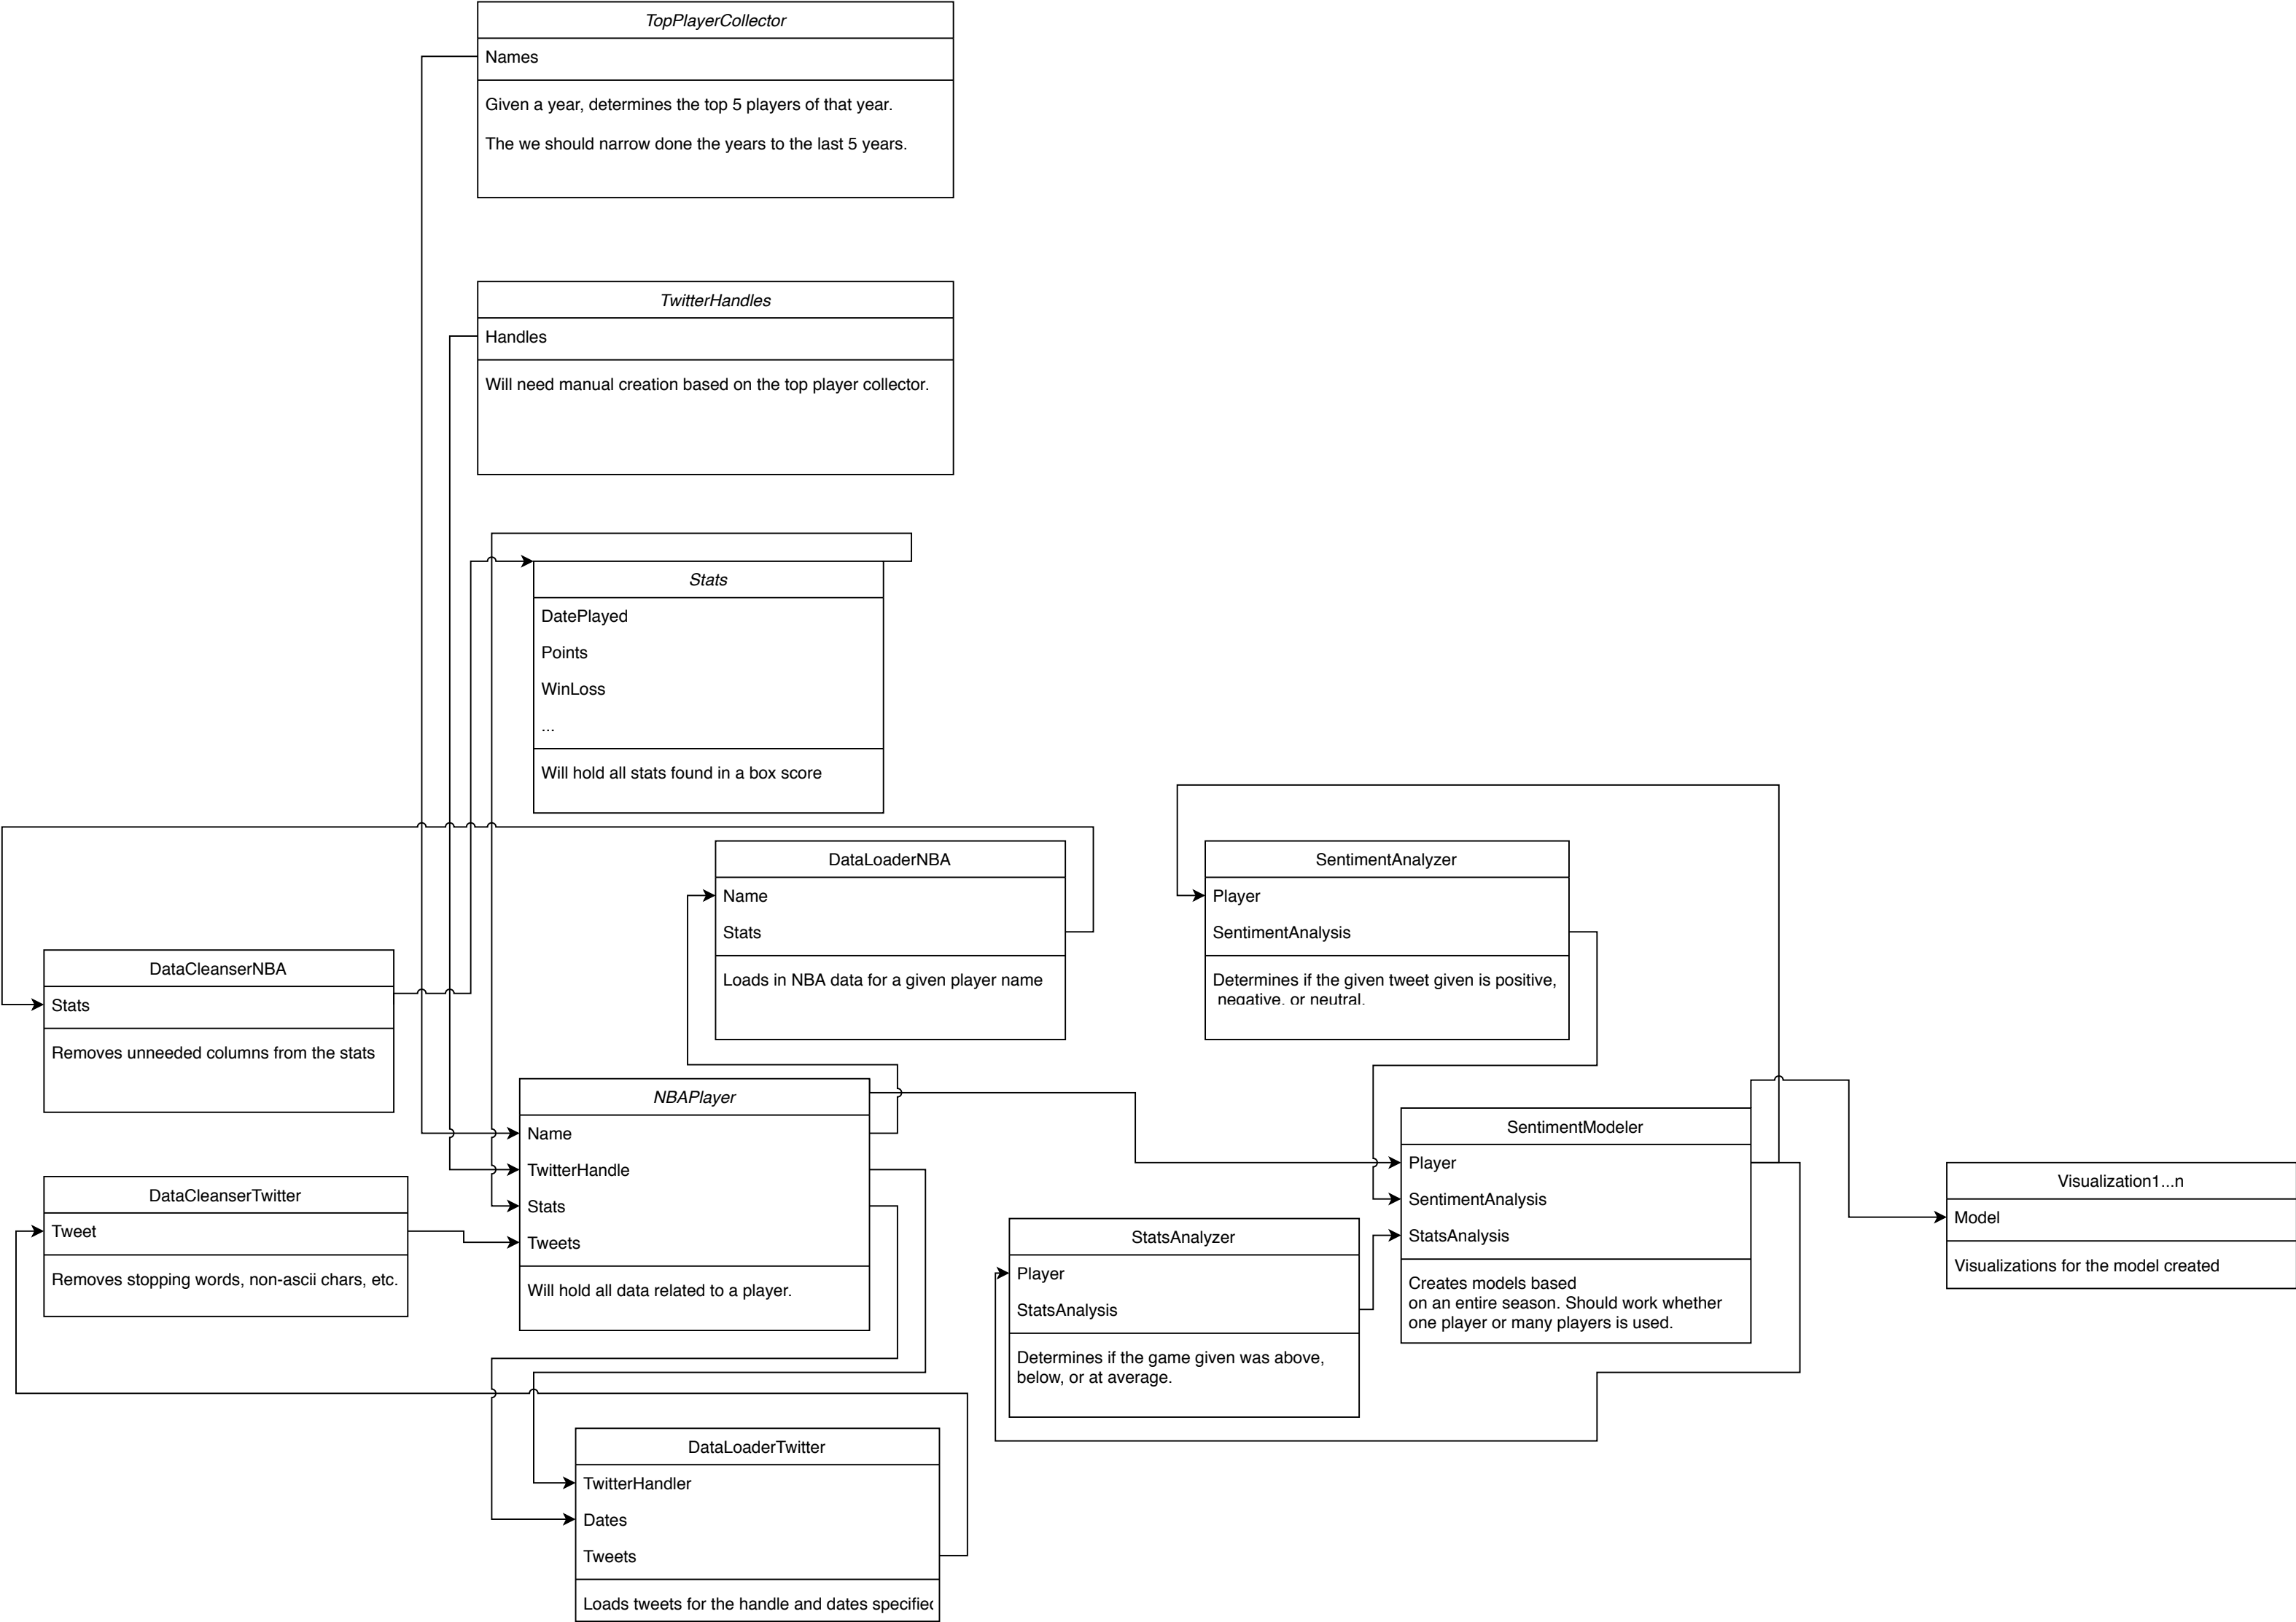 TopPlayerCollector
Names
Given a year, determines the top 5 players of that year.
The we should narrow done the years to the last 5 years.
TwitterHandles
Handles
Will need manual creation based on the top player collector.
Stats
DatePlayed
Points
WinLoss
...
Will hold all stats found in a box score
DataLoaderNBA
Name
Stats
Loads in NBA data for a given player name
SentimentAnalyzer
Player
SentimentAnalysis
Determines if the given tweet given is positive,
negative, or neutral.
DataCleanserNBA
Stats
Removes unneeded columns from the stats
NBAPlayer
Name
TwitterHandle
Stats
Tweets
Will hold all data related to a player.
SentimentModeler
Player
SentimentAnalysis
StatsAnalysis
Creates models based
on an entire season. Should work whether
one player or many players is used.
Visualization1...n
Model
Visualizations for the model created
DataCleanserTwitter
Tweet
Removes stopping words, non-ascii chars, etc.
StatsAnalyzer
Player
StatsAnalysis
Determines if the game given was above,
below, or at average.
DataLoaderTwitter
TwitterHandler
Dates
Tweets
Loads tweets for the handle and dates specified